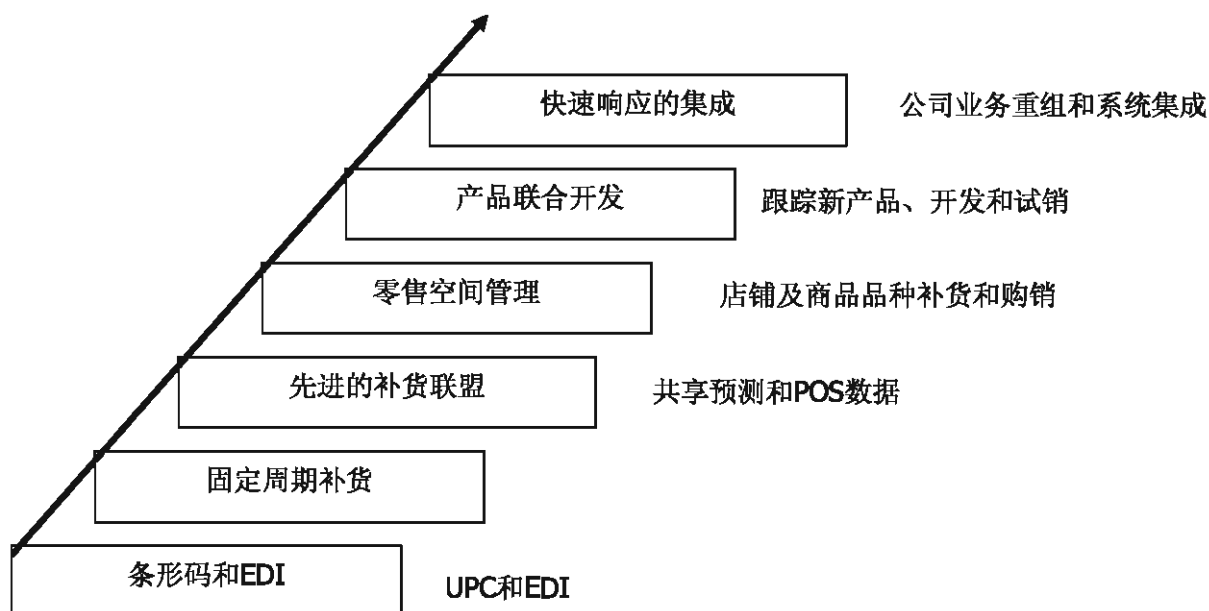 快速响应的集成 公司业务重组和系统集成
产品联合开发 跟踪新产品、开发和试销
零售空间管理 店铺及商品品种补货和购销
先进的补货联盟 共享预测和POS数据
固定周期补货
条形码和EDI UPC和EDI